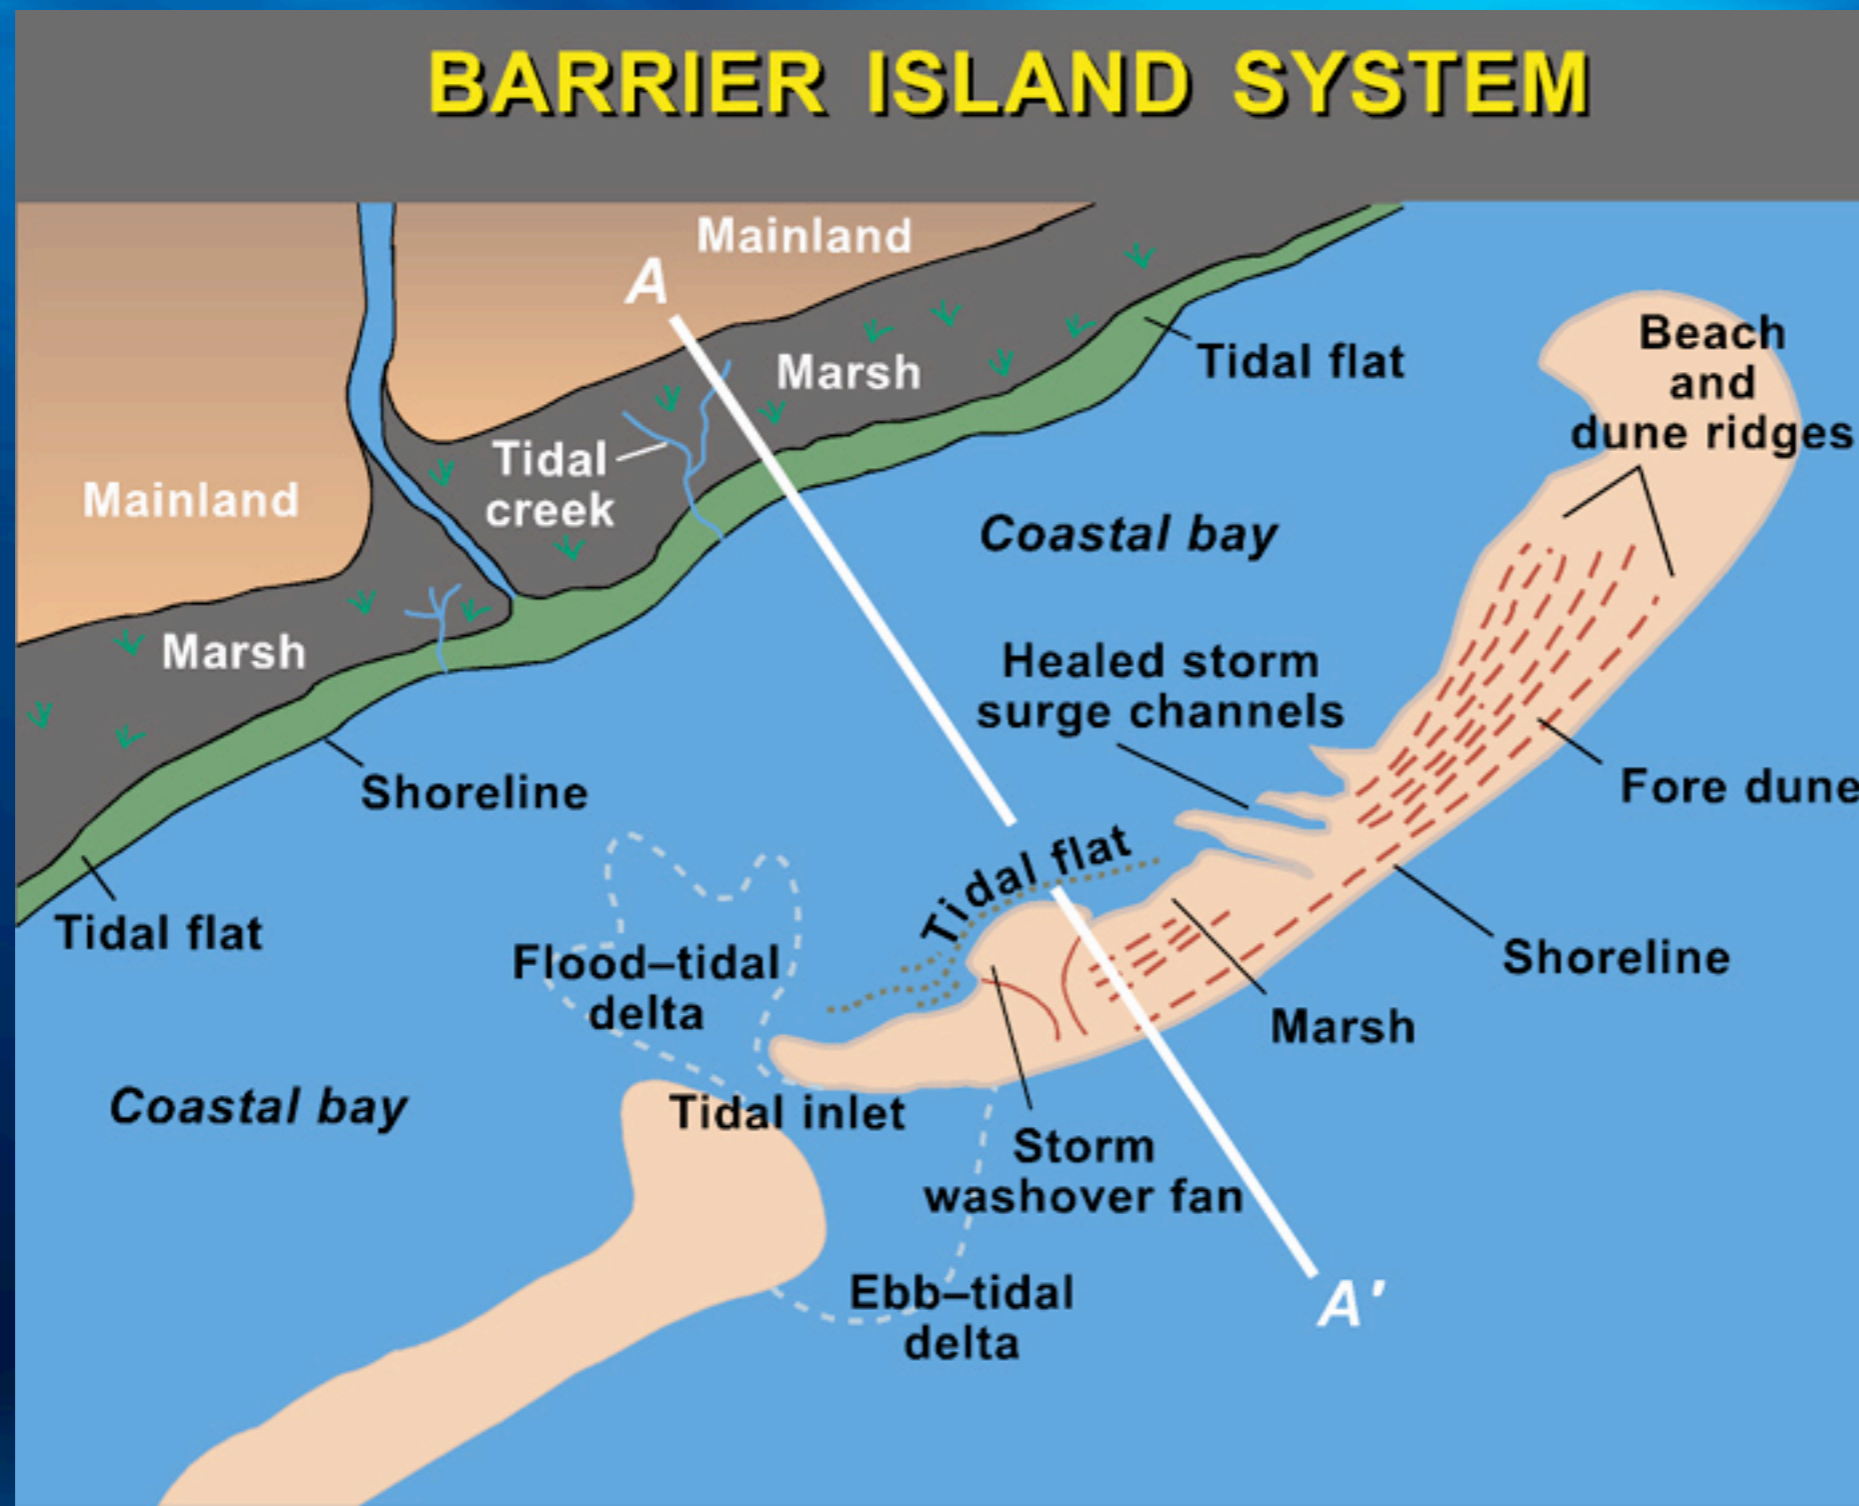 BARRIER ISLAND SYSTEM
Mainland
A
Marsh
Tidal flat
Beach
and
dune ridges
Tidal
creek
Mainland
Coastal bay
Marsh
Healed storm
surge channels
Shoreline
Fore dune
Tidal flat
Tidal flat
Flood–tidal
delta
Shoreline
Marsh
Coastal bay
Tidal inlet
Storm
washover fan
Ebb–tidal
delta
A'